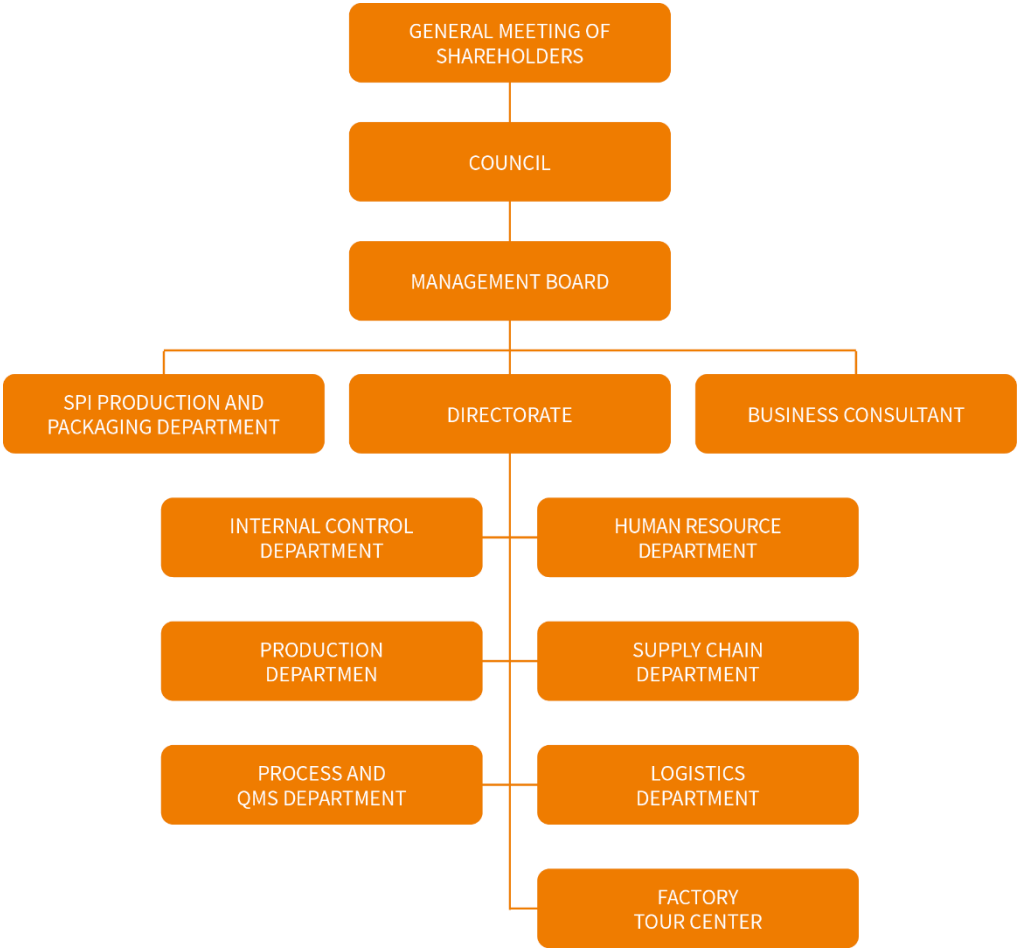 GENERAL MEETING OF
SHAREHOLDERS
COUNCIL
MANAGEMENT BOARD
SPI PRODUCTION AND
PACKAGING DEPARTMENT
DIRECTORATE
BUSINESS CONSULTANT
INTERNAL CONTROL
DEPARTMENT
HUMAN RESOURCE
DEPARTMENT
PRODUCTION
DEPARTMEN
SUPPLY CHAIN
DEPARTMENT
PROCESS AND
QMS DEPARTMENT
LOGISTICS
DEPARTMENT
FACTORY
TOUR CENTER